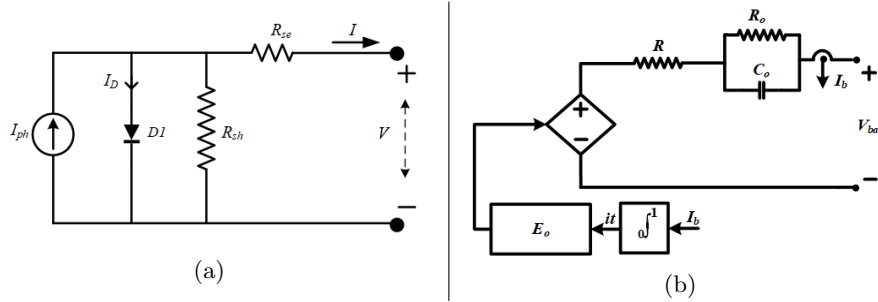 R_se
I
I_D
+
I_ph
D1
R_sh
V
−
(a)
R_o
R
C_o
I_b
+
+
−
V_ba
−
E_o
it
1
∫
0
I_b
(b)